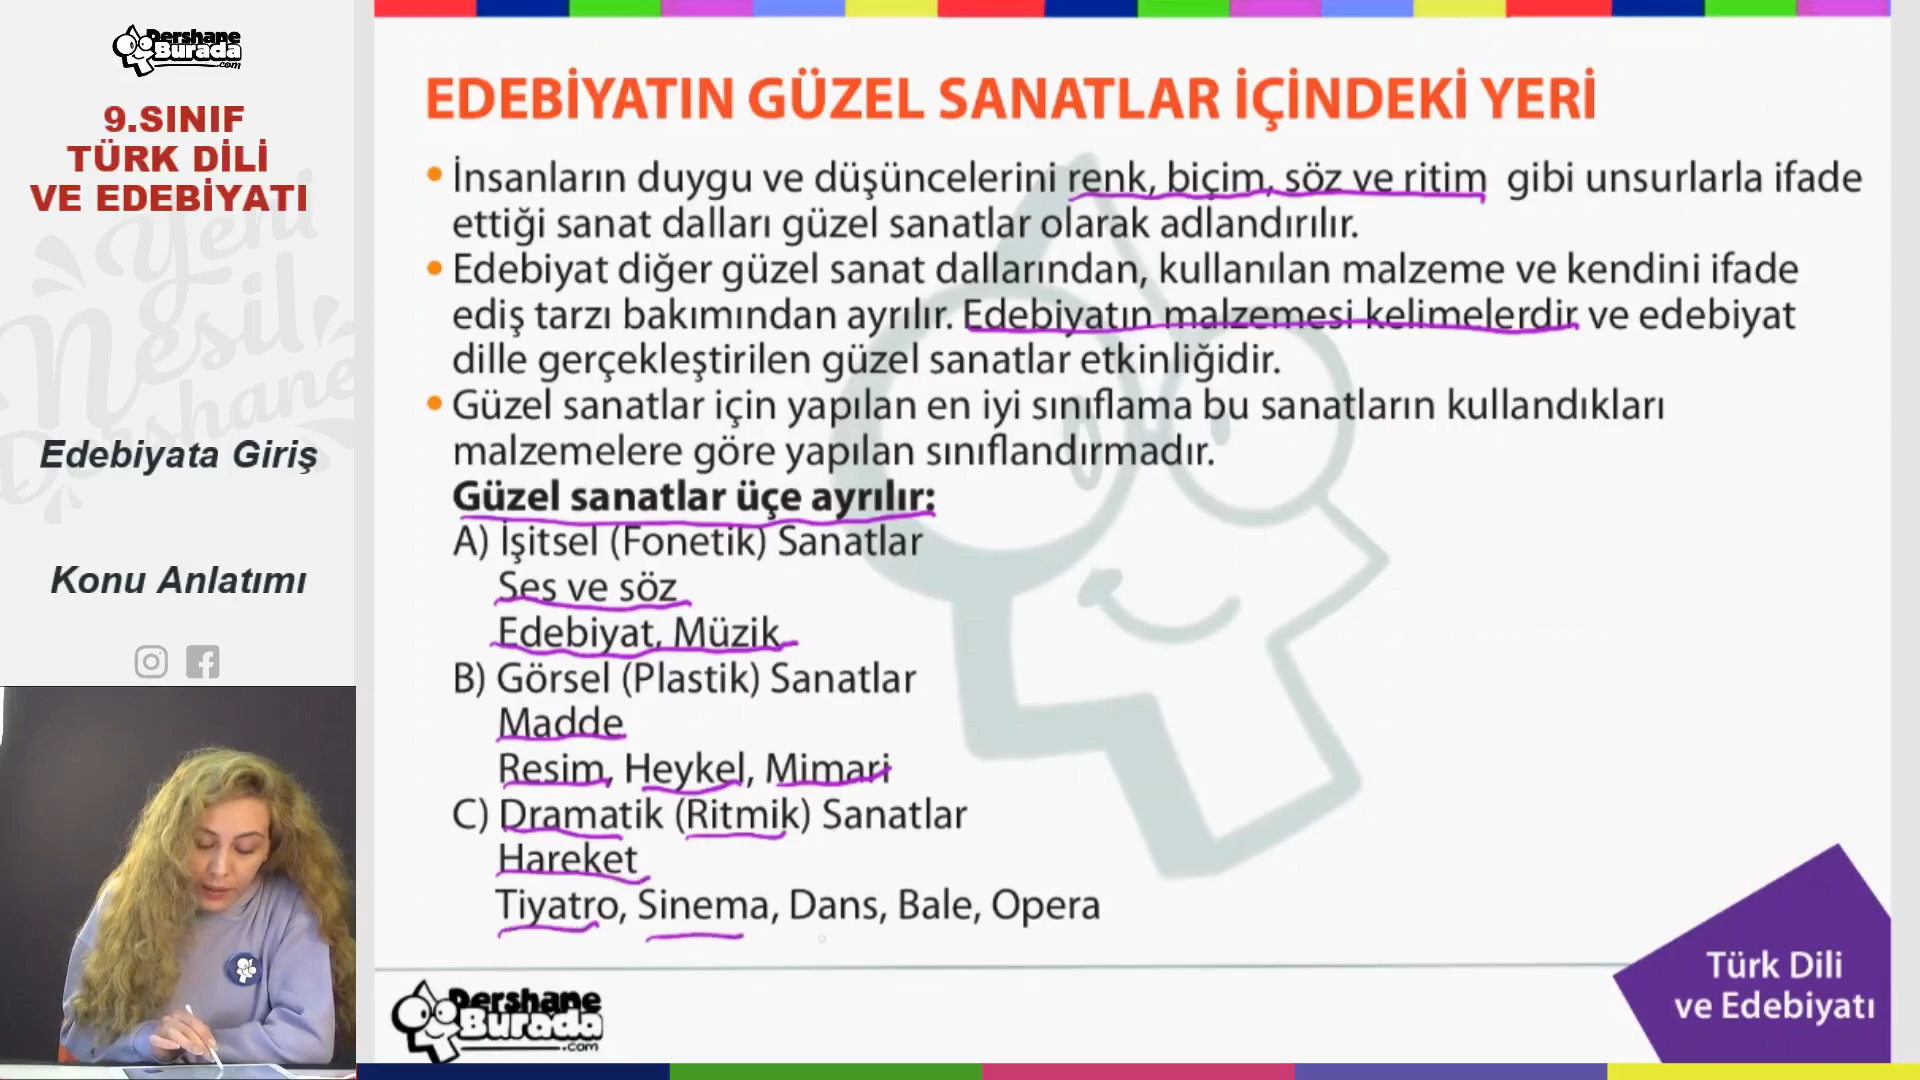 Dershane
Burada
.com
9.SINIF
TÜRK DİLİ
VE EDEBİYATI
Yeni
Nesil
Dershane
Edebiyata Giriş
Konu Anlatımı
EDEBİYATIN GÜZEL SANATLAR İÇİNDEKİ YERİ
• İnsanların duygu ve düşüncelerini renk, biçim, söz ve ritim gibi unsurlarla ifade
ettiği sanat dalları güzel sanatlar olarak adlandırılır.
• Edebiyat diğer güzel sanat dallarından, kullanılan malzeme ve kendini ifade
ediş tarzı bakımından ayrılır. Edebiyatın malzemesi kelimelerdir ve edebiyat
dille gerçekleştirilen güzel sanatlar etkinliğidir.
• Güzel sanatlar için yapılan en iyi sınıflama bu sanatların kullandıkları
malzemelere göre yapılan sınıflandırmadır.
Güzel sanatlar üçe ayrılır:
A) İşitsel (Fonetik) Sanatlar
Ses ve söz
Edebiyat, Müzik
B) Görsel (Plastik) Sanatlar
Madde
Resim, Heykel, Mimari
C) Dramatik (Ritmik) Sanatlar
Hareket
Tiyatro, Sinema, Dans, Bale, Opera
Dershane
Burada
.com
Türk Dili
ve Edebiyatı